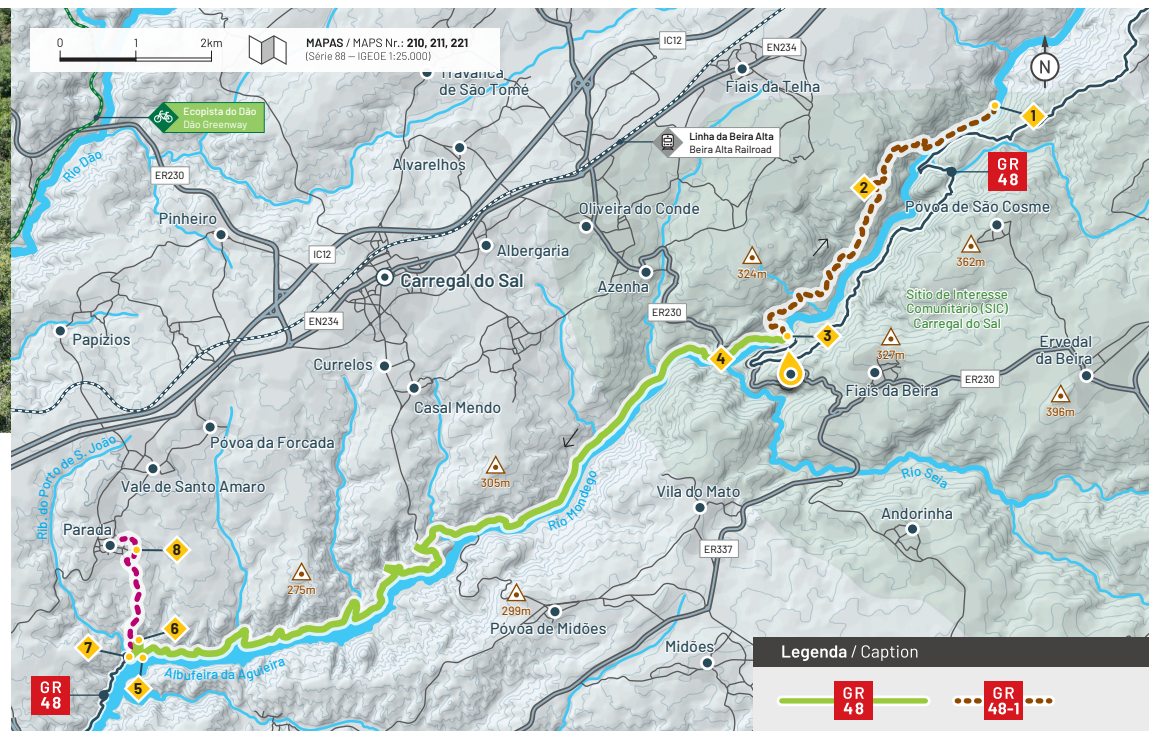 0 1 2km
MAPAS / MAPS Nr.: 210, 211, 221
(Série 88 — IGEOE 1:25.000)
IC12
EN234
N
Travanca
de São Tomé
Fiais da Telha
Ecopista do Dão
Dão Greenway
1
Linha da Beira Alta
Beira Alta Railroad
Rio Dão
Alvarelhos
ER230
GR
48
2
Pinheiro
Oliveira do Conde
Póvoa de São Cosme
IC12
Albergaria
324m
362m
Carregal do Sal
Azenha
Sítio de Interesse
Comunitário (SIC)
Carregal do Sal
EN234
ER230
Papízios
3
327m
Ervedal
da Beira
4
Currelos
ER230
Fiais da Beira
Casal Mendo
396m
Póvoa da Forcada
Rib. do Porto de S. João
305m
Rio Seia
Vale de Santo Amaro
Rio Mondego
Vila do Mato
Andorinha
Parada
8
ER337
275m
299m
6
Póvoa de Midões
7
Midões
Albufeira da Aguieira
5
GR
48
Legenda / Caption
GR
48
GR
48-1